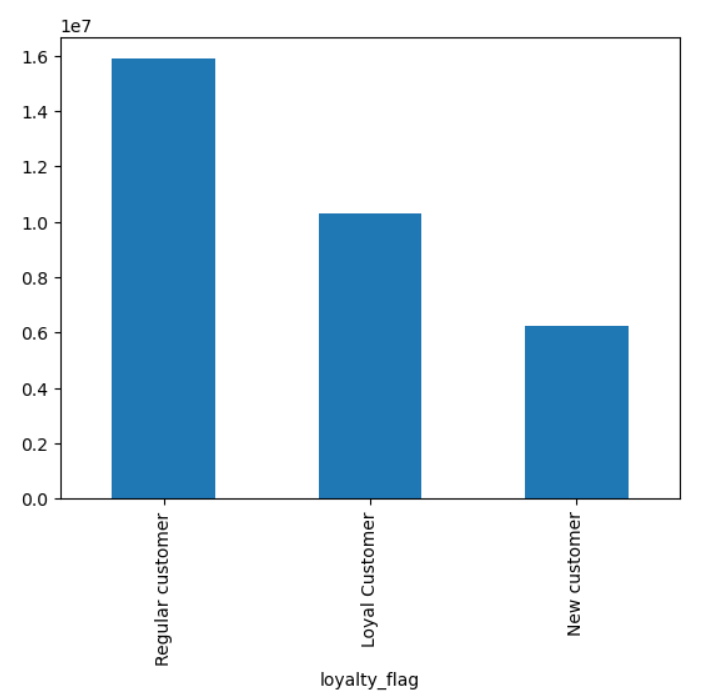 1e7
1.6
1.4
1.2
1.0
0.8
0.6
0.4
0.2
0.0
Regular customer
Loyal Customer
New customer
loyalty_flag